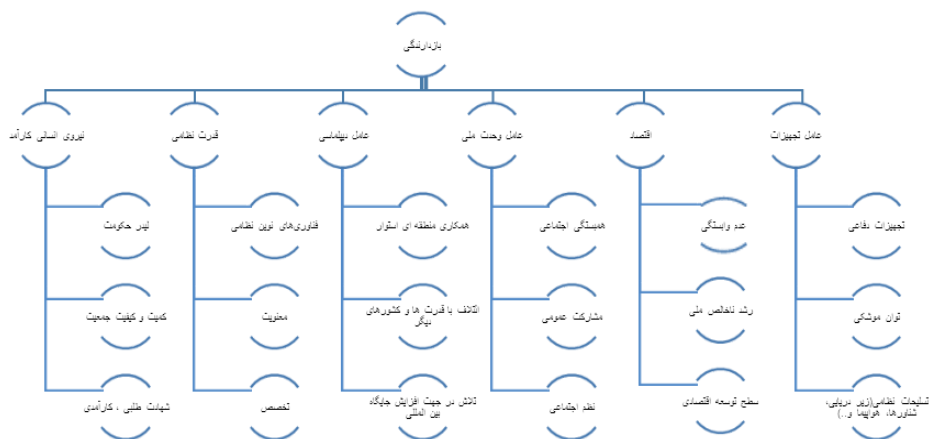 بازدارندگی
عامل تجهیزات
اقتصاد
عامل وحدت ملی
عامل دیپلماسی
قدرت نظامی
نیروی انسانی کارآمد
تجهیزات دفاعی
عدم وابستگی
همبستگی اجتماعی
همکاری منطقه ای استوار
فناوری‌های نوین نظامی
لیدر حکومت
توان موشکی
رشد ناخالص ملی
مشارکت عمومی
ائتلاف با قدرت ها و کشورهای
دیگر
معنویت
کمیت و کیفیت جمعیت
تسلیحات نظامی(زیر دریایی،
شناورها، هواپیما و..)
سطح توسعه اقتصادی
نظم اجتماعی
تلاش در جهت افزایش جایگاه
بین المللی
تخصص
شهادت طلبی ، کارآمدی